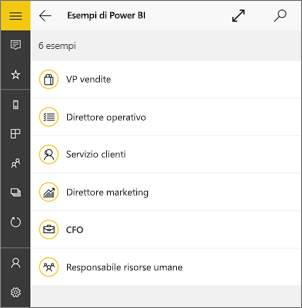 Esempi di Power BI
6 esempi
VP vendite
Direttore operativo
Servizio clienti
Direttore marketing
CFO
Responsabile risorse umane